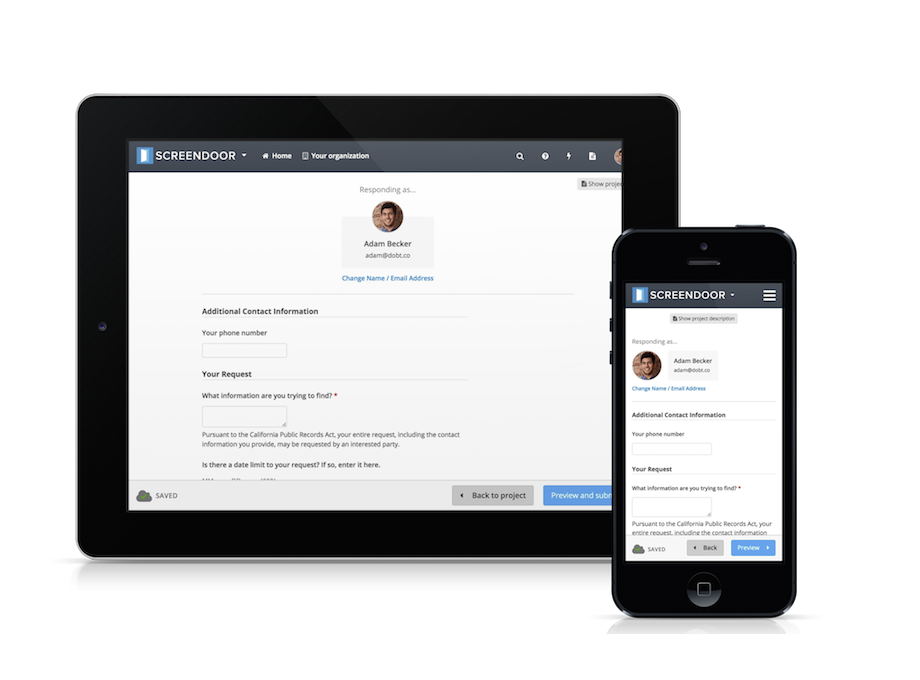 SCREENDOOR
Home
Your organization
Show
Responding as...
Adam Becker
adam@dobt.co
Change Name / Email Address
Additional Contact Information
Your phone number
Your Request
What information are you trying to find? *
Pursuant to the California Public Records Act, your entire request, including the contact
information you provide, may be requested by an interested party.
Is there a date limit to your request? If so, enter it here.
SAVED
Back to project
Preview and
SCREENDOOR
Show project description
Responding as...
Adam Becker
adam@dobt.co
Change Name / Email Address
Additional Contact Information
Your phone number
Your Request
What information are you trying to find? *
Pursuant to the California Public Records Act, your
entire request, including the contact information
SAVED
Back
Preview